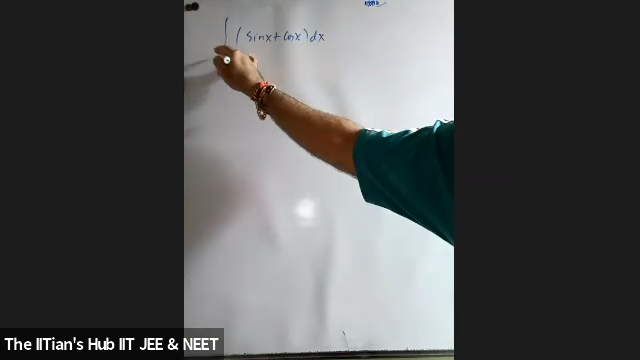 ∫ (sinx + cosx) dx
The IITian's Hub IIT JEE & NEET